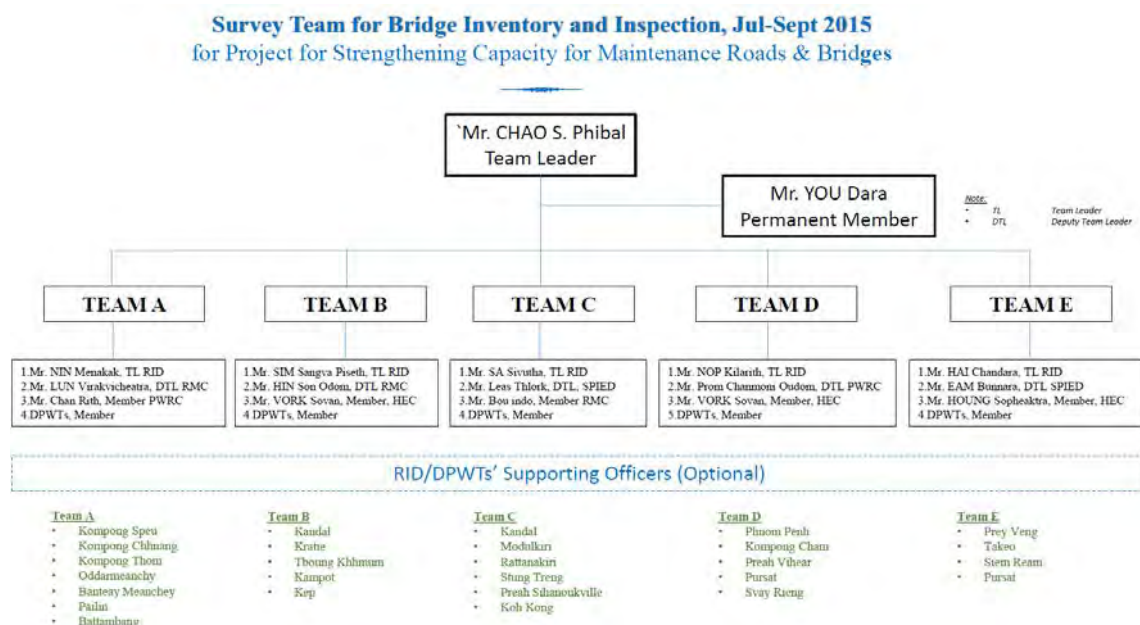 Survey Team for Bridge Inventory and Inspection, Jul-Sept 2015
for Project for Strengthening Capacity for Maintenance Roads & Bridges
`Mr. CHAO S. Phibal
Team Leader
Mr. YOU Dara
Permanent Member
Note:
• TL Team Leader
• DTL Deputy Team Leader
TEAM A
TEAM B
TEAM C
TEAM D
TEAM E
1.Mr. NIN Menakak, TL RID
2.Mr. LUN Virakvicheatra, DTL RMC
3.Mr. Chan Rith, Member PWRC
4.DPWTs, Member
1.Mr. SIM Sangva Piseth, TL RID
2.Mr. HIN Son Odom, DTL RMC
3.Mr. VORK Sovan, Member, HEC
4 DPWTs, Member
1.Mr. SA Sivutha, TL RID
2.Mr. Leas Thlork, DTL, SPIED
3.Mr. Bou indo, Member RMC
4.DPWTs, Member
1.Mr. NOP Kilarith, TL RID
2.Mr. Prom Chanmoni Oudom, DTL PWRC
3.Mr. VORK Sovan, Member, HEC
5.DPWTs, Member
1.Mr. HAI Chandara, TL RID
2.Mr. EAM Bunnara, DTL SPIED
3.Mr. HOUNG Sopheaktra, Member, HEC
4 DPWTs, Member
RID/DPWTs' Supporting Officers (Optional)
Team A
• Kompong Speu
• Kompong Chhnang
• Kompong Thom
• Oddarmeanchy
• Banteay Meanchey
• Pailin
• Battambang
Team B
• Kandal
• Kratie
• Tboung Khhmum
• Kampot
• Kep
Team C
• Kandal
• Modulkiri
• Rattanakiri
• Stung Treng
• Preah Sihanoukville
• Koh Kong
Team D
• Phnom Penh
• Kompong Cham
• Preah Vihear
• Pursat
• Svay Rieng
Team E
• Prey Veng
• Takeo
• Siem Ream
• Pursat